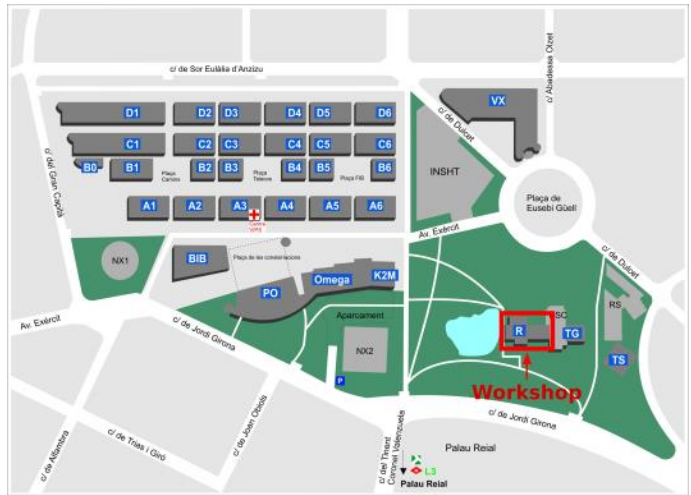 c/ de Sor Eulàlia d'Anzizu
c/ Abadessa Olzet
VX
D1
D2
D3
D4
D5
D6
c/ de Dulcet
C1
C2
C3
C4
C5
C6
c/ del Gran Capità
B0
B1
Plaça
B2
B3
Plaça
Telecos
B4
B5
Plaça FIB
B6
INSHT
A1
A2
A3
A4
A5
A6
Plaça de
Eusebi Güell
Av. Exèrcit
Plaça de les constel·lacions
NX1
BIB
K2M
Omega
PO
c/ de Dulcet
RS
SC
Av. Exèrcit
c/ de Jordi Girona
Aparcament
R
TG
NX2
TS
P
Workshop
c/ de Jordi Girona
c/ de Joan Obiols
c/ de Alfambra
c/ de Trias i Giró
c/ del Tinant
Coronel Valenzuela
Palau Reial
L3
Palau Reial